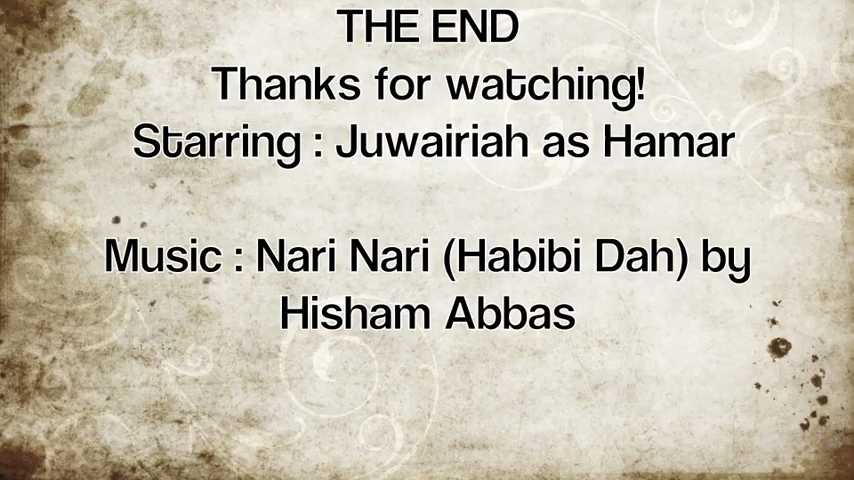 THE END
Thanks for watching!
Starring : Juwairiah as Hamar
Music : Nari Nari (Habibi Dah) by
Hisham Abbas